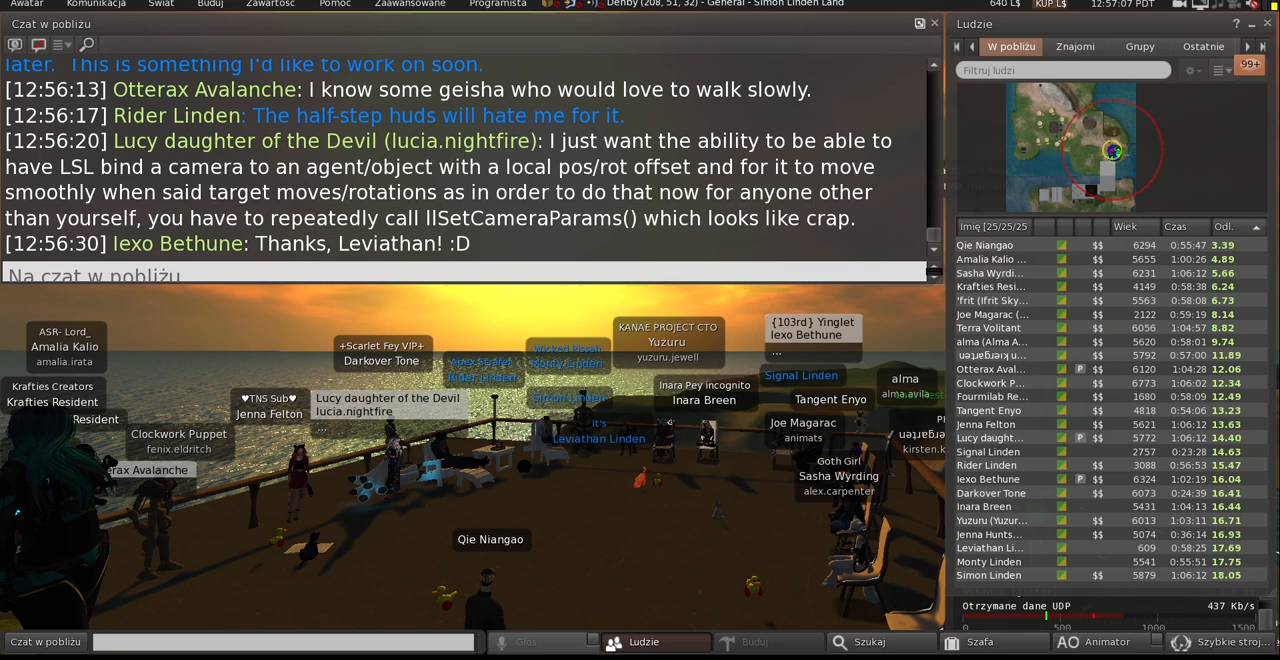 Awatar Komunikacja Świat Buduj Zawartość Pomoc Zaawansowane Programista Denby (208, 51, 32) - General - Simon Linden Land 640 L$ KUP L$ 12:57:07 PDT
Czat w pobliżu
later. This is something I'd like to work on soon.
[12:56:13] Otterax Avalanche: I know some geisha who would love to walk slowly.
[12:56:17] Rider Linden: The half-step huds will hate me for it.
[12:56:20] Lucy daughter of the Devil (lucia.nightfire): I just want the ability to be able to
have LSL bind a camera to an agent/object with a local pos/rot offset and for it to move
smoothly when said target moves/rotations as in order to do that now for anyone other
than yourself, you have to repeatedly call llSetCameraParams() which looks like crap.
[12:56:30] Iexo Bethune: Thanks, Leviathan! :D
Na czat w pobliżu
ASR- Lord_
Amalia Kalio
amalia.irata
Krafties Creators
Krafties Resident
Resident
Clockwork Puppet
fenix.eldritch
erax Avalanche
♥TNS Sub♥
Jenna Felton
+Scarlet Fey VIP+
Darkover Tone
Lucy daughter of the Devil
lucia.nightfire
...
Rider Linden
Wicked Pissah
Monty Linden
Simon Linden
It's
Leviathan Linden
KANAE PROJECT CTO
Yuzuru
yuzuru.jewell
Inara Pey incognito
Inara Breen
{103rd} Yinglet
Iexo Bethune
...
Signal Linden
Tangent Enyo
Joe Magarac
animats
Goth Girl
Sasha Wyrding
alex.carpenter
alma
alma.avila
kirsten.k
Qie Niangao
Ludzie
W pobliżu Znajomi Grupy Ostatnie
99+
Filtruj ludzi
Imię [25/25/25 Wiek Czas Odl.
Qie Niangao $$ 6294 0:55:47 3.39
Amalia Kalio ... $$ 5655 1:00:26 4.89
Sasha Wyrdi... $$ 6231 1:06:12 5.66
Krafties Resi... $$ 4149 0:58:38 6.24
'frit (Ifrit Sky... $$ 5563 0:58:08 6.73
Joe Magarac (... $$ 2122 0:59:19 8.14
Terra Volitant $$ 6056 1:04:57 8.82
alma (Alma A... $$ 5620 0:58:01 9.74
$$ 5792 0:57:00 11.89
Otterax Aval... P $$ 6120 1:04:28 12.06
Clockwork P... $$ 6773 1:06:02 12.34
Fourmilab Re... $$ 1680 0:58:09 12.49
Tangent Enyo $$ 4818 0:54:06 13.23
Jenna Felton $$ 5621 1:06:12 13.63
Lucy daught... P $$ 5772 1:06:12 14.40
Signal Linden 2757 0:23:28 14.63
Rider Linden $$ 3088 0:56:53 15.47
Iexo Bethune P $$ 6324 1:02:19 16.04
Darkover Tone $$ 6073 0:24:39 16.41
Inara Breen 5431 1:04:13 16.44
Yuzuru (Yuzur... $$ 6013 1:03:11 16.71
Jenna Hunts... $$ 5074 0:36:14 16.93
Leviathan Li... 609 0:58:25 17.69
Monty Linden 5541 0:55:51 17.75
Simon Linden $$ 5879 1:06:12 18.05
Otrzymane dane UDP 437 Kb/s
0 500 1000 1500
Czat w pobliżu Głos Ludzie Buduj Szukaj Szafa AO Animator Szybkie stroj...